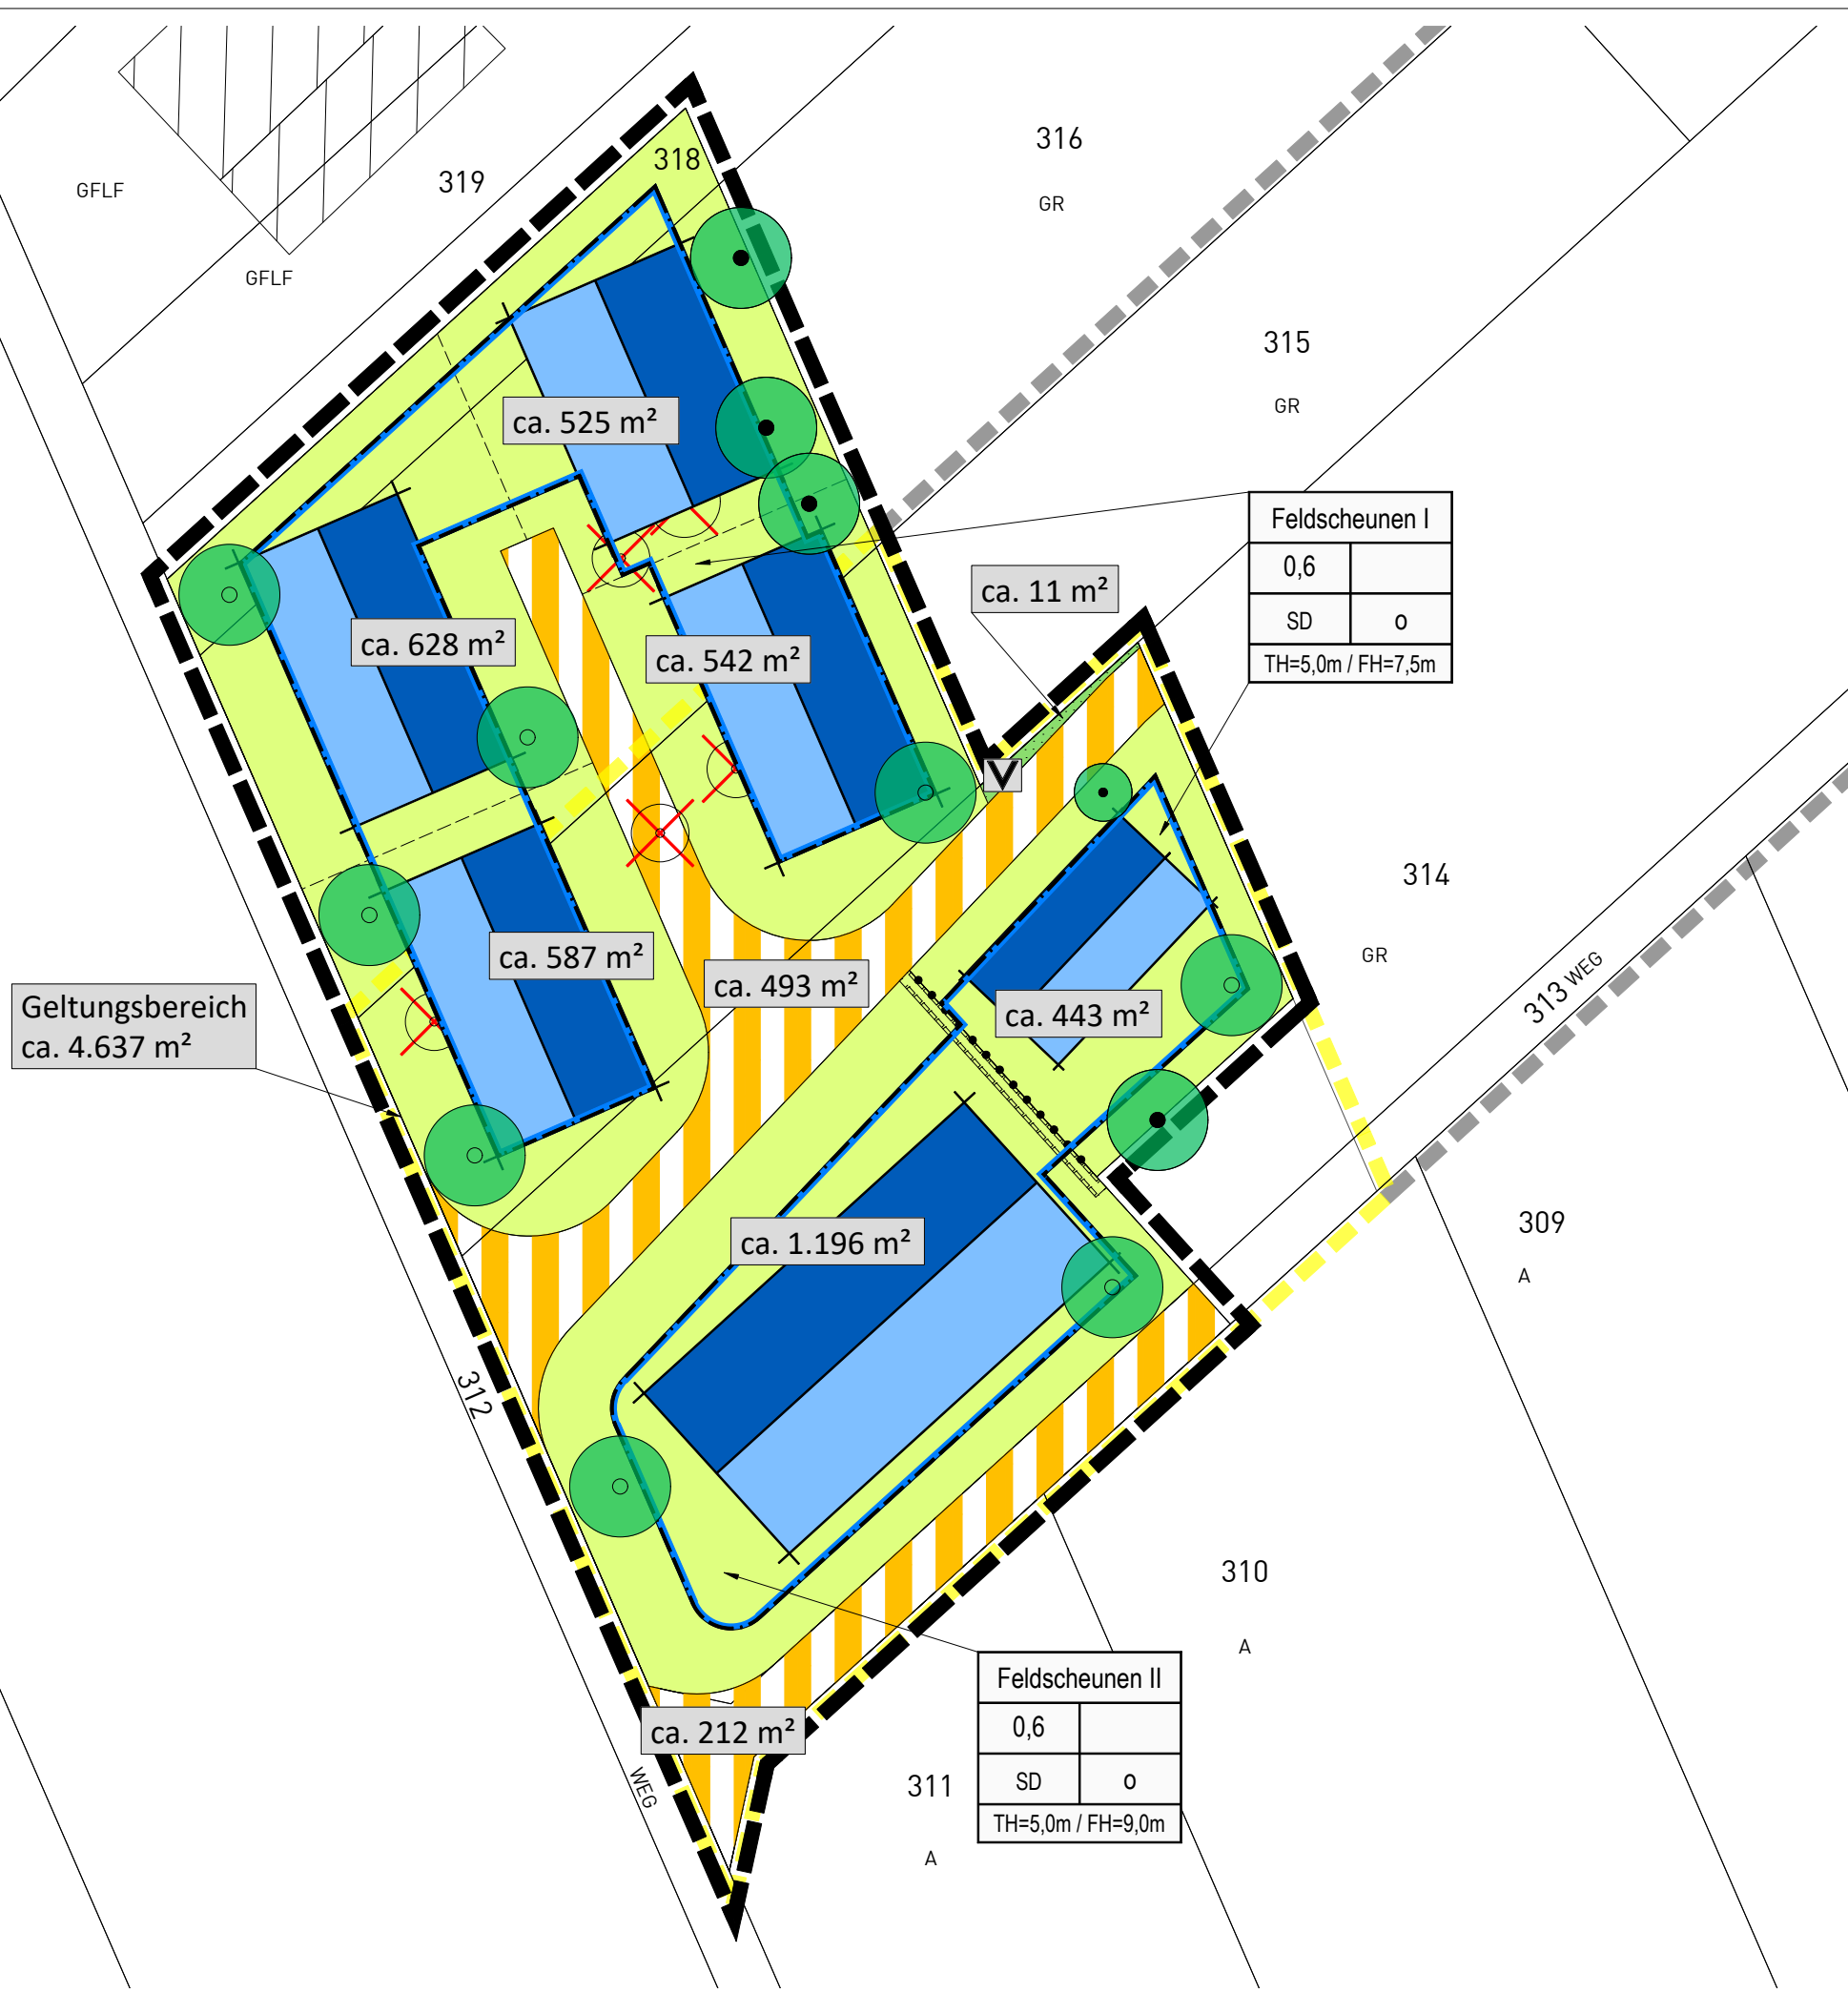 316
318
319
GR
GFLF
GFLF
315
GR
ca. 525 m²
Feldscheunen I
0,6
SD o
TH=5,0m / FH=7,5m
ca. 11 m²
ca. 628 m²
ca. 542 m²
V
314
GR
ca. 587 m²
ca. 493 m²
313 WEG
ca. 443 m²
Geltungsbereich
ca. 4.637 m²
309
A
ca. 1.196 m²
312
310
A
Feldscheunen II
0,6
SD o
TH=5,0m / FH=9,0m
ca. 212 m²
WEG
311
A